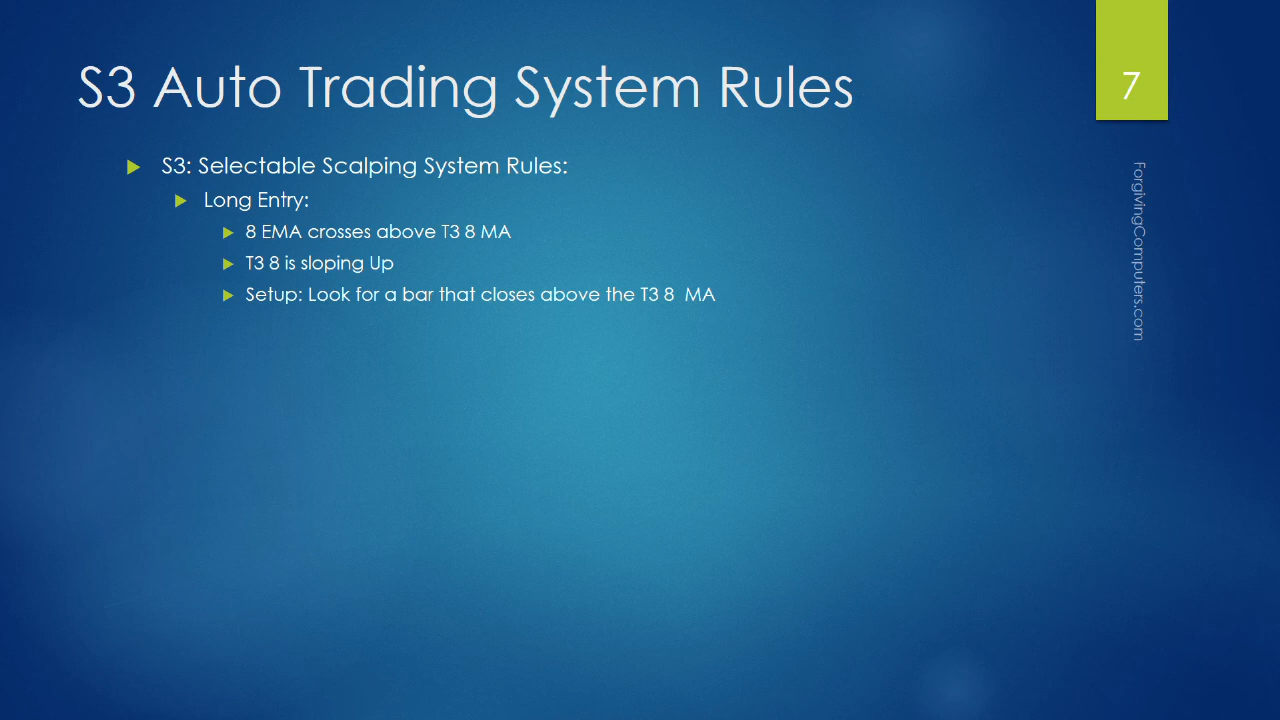 S3 Auto Trading System Rules
7
S3: Selectable Scalping System Rules:
Long Entry:
8 EMA crosses above T3 8 MA
T3 8 is sloping Up
Setup: Look for a bar that closes above the T3 8  MA
ForgivingComputers.com